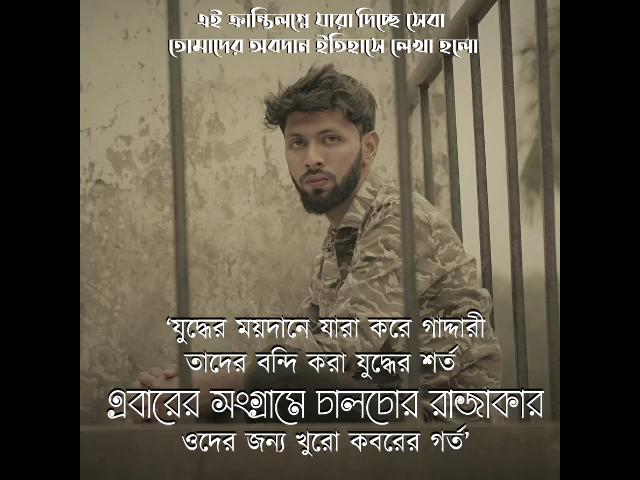 এই ক্রান্তিলগ্নে যারা দিচ্ছে সেবা
তোমাদের অবদান ইতিহাসে লেখা হলো
‘যুদ্ধের ময়দানে যারা করে গাদ্দারী
তাদের বন্দি করা যুদ্ধের শর্ত
এবারের সংগ্রামে চালচোর রাজাকার
ওদের জন্য খুরো কবরের গর্ত’